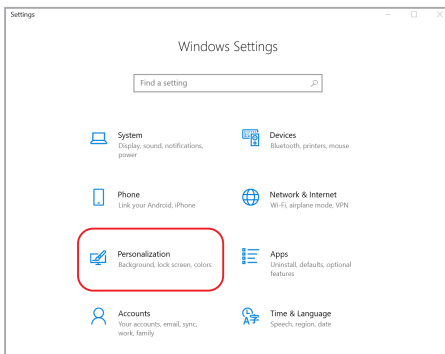 Settings
Windows Settings
Find a setting
System
Display, sound, notifications,
power
Devices
Bluetooth, printers, mouse
Phone
Link your Android, iPhone
Network & Internet
Wi-Fi, airplane mode, VPN
Personalization
Background, lock screen, colors
Apps
Uninstall, defaults, optional
features
Accounts
Your accounts, email, sync,
work, family
Time & Language
Speech, region, date